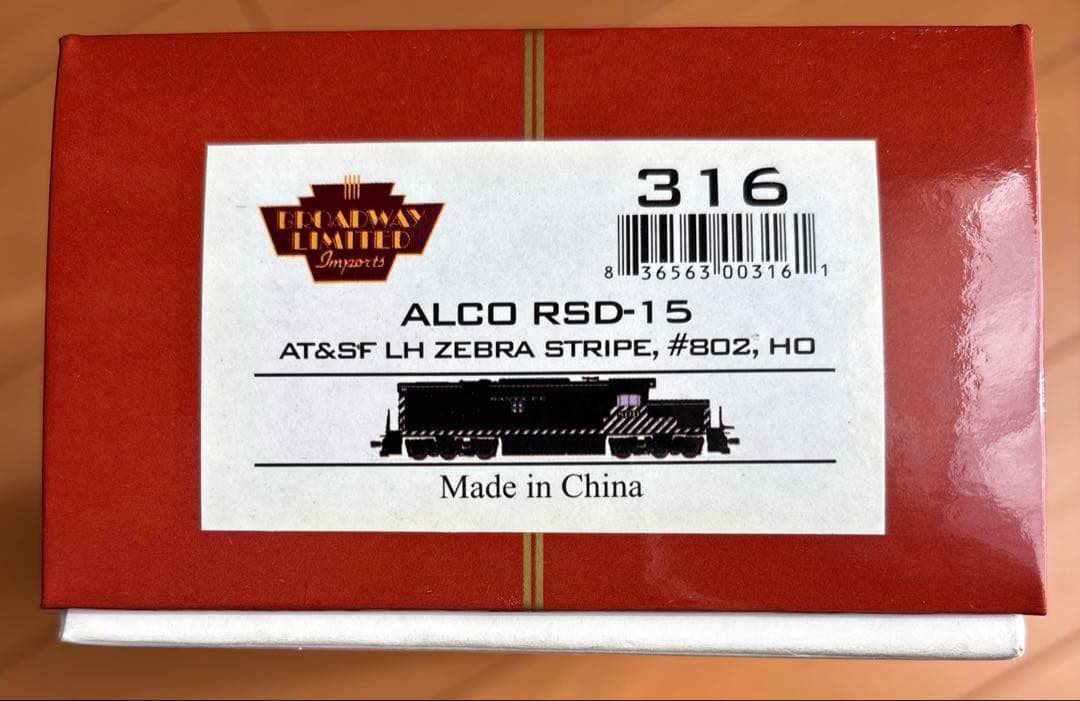 BROADWAY
LIMITED
Imports
316
8 36563 00316 1
ALCO RSD-15
AT&SF LH ZEBRA STRIPE, #802, HO
SANTA FE
Made in China